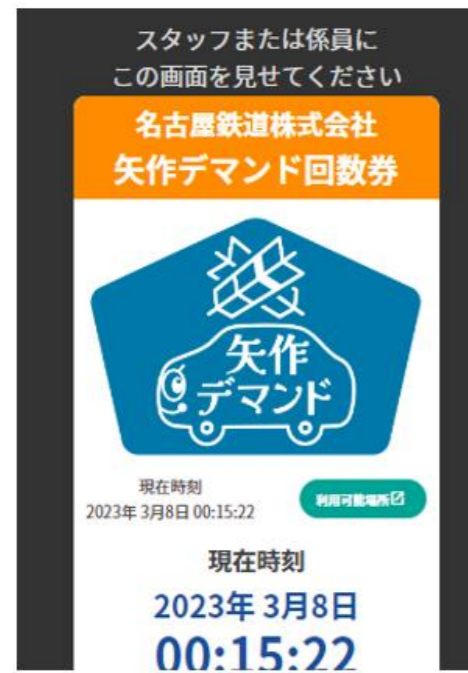 スタッフまたは係員に
この画面を見せてください
名古屋鉄道株式会社
矢作デマンド回数券
矢作
デマンド
現在時刻
2023年 3月8日 00:15:22
利用可能場所
現在時刻
2023年 3月8日
00:15:22